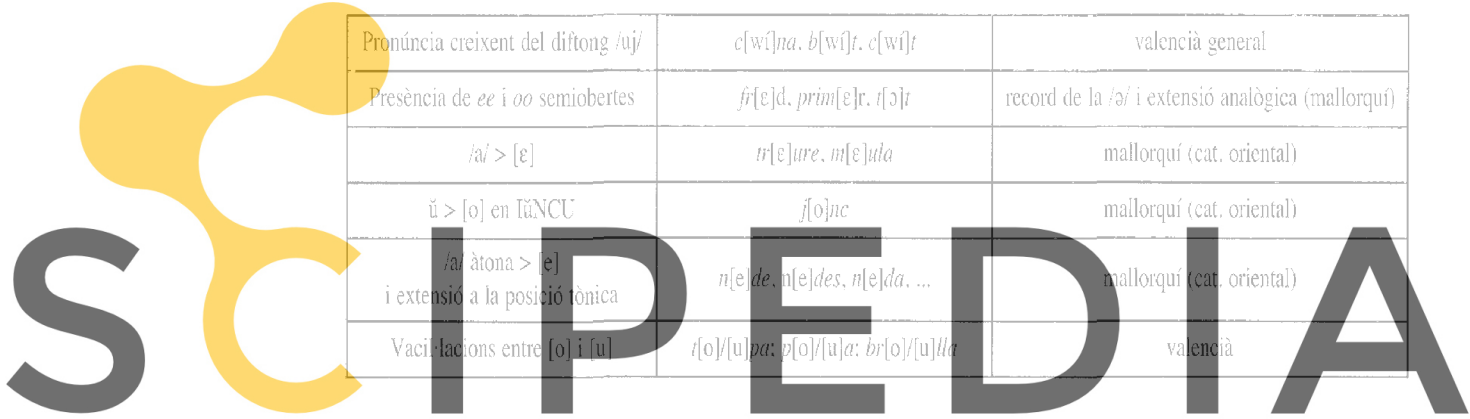 Pronúncia creixent del diftong /uj/ c[wí]na, b[wí]t, c[wí]t valencià general
Presència de ee i oo semiobertes fr[ɛ]d, prim[ɛ]r, t[ɔ]t record de la /ə/ i extensió analògica (mallorquí)
/a/ > [ɛ] tr[ɛ]ure, m[ɛ]ula mallorquí (cat. oriental)
ŭ > [o] en IŭNCU j[o]nc mallorquí (cat. oriental)
/a/ àtona > [e]
i extensió a la posició tònica n[e]de, n[e]des, n[e]da, ... mallorquí (cat. oriental)
Vacil·lacions entre [o] i [u] t[o]/[u]pa; p[o]/[u]a; br[o]/[u]lla valencià
SCIPEDIA